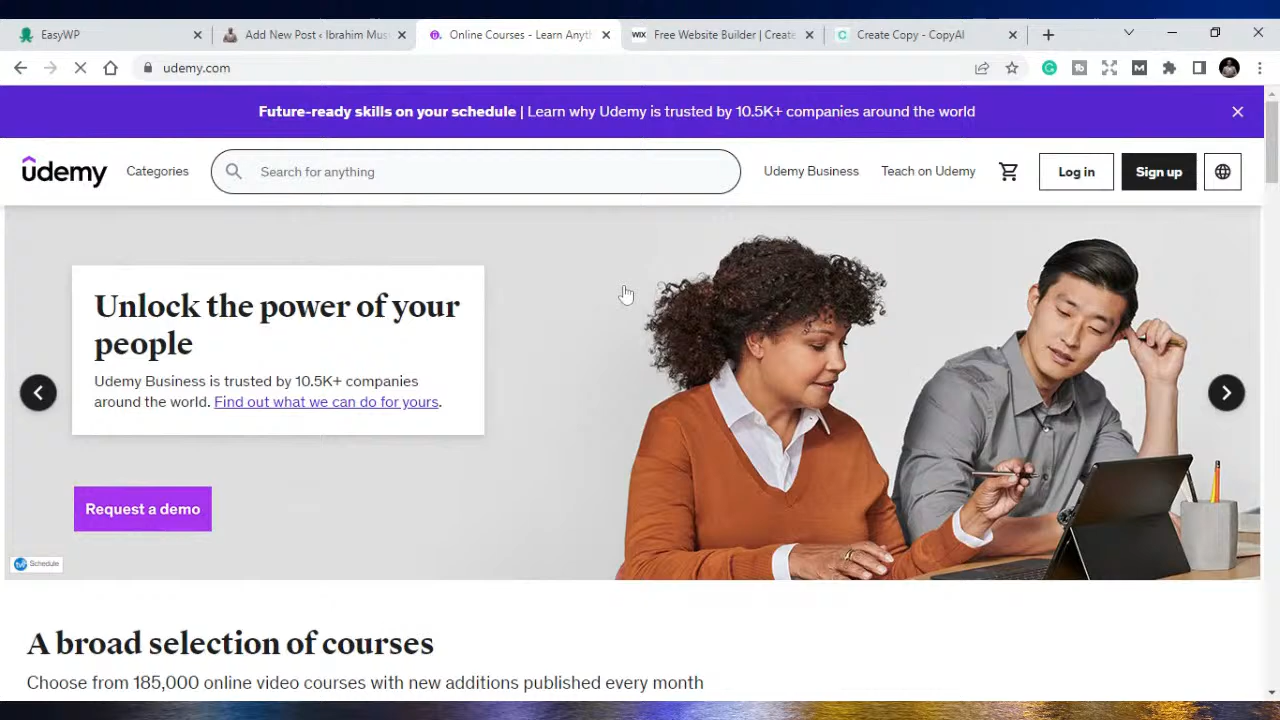 EasyWP
Add New Post ‹ Ibrahim Mus
Online Courses - Learn Anyt
WIX
Free Website Builder | Create
C
Create Copy - CopyAI
udemy.com
Future-ready skills on your schedule | Learn why Udemy is trusted by 10.5K+ companies around the world
ûdemy
Categories
Search for anything
Udemy Business
Teach on Udemy
Log in
Sign up
Unlock the power of your
people
Udemy Business is trusted by 10.5K+ companies
around the world. Find out what we can do for yours.
Request a demo
Schedule
A broad selection of courses
Choose from 185,000 online video courses with new additions published every month